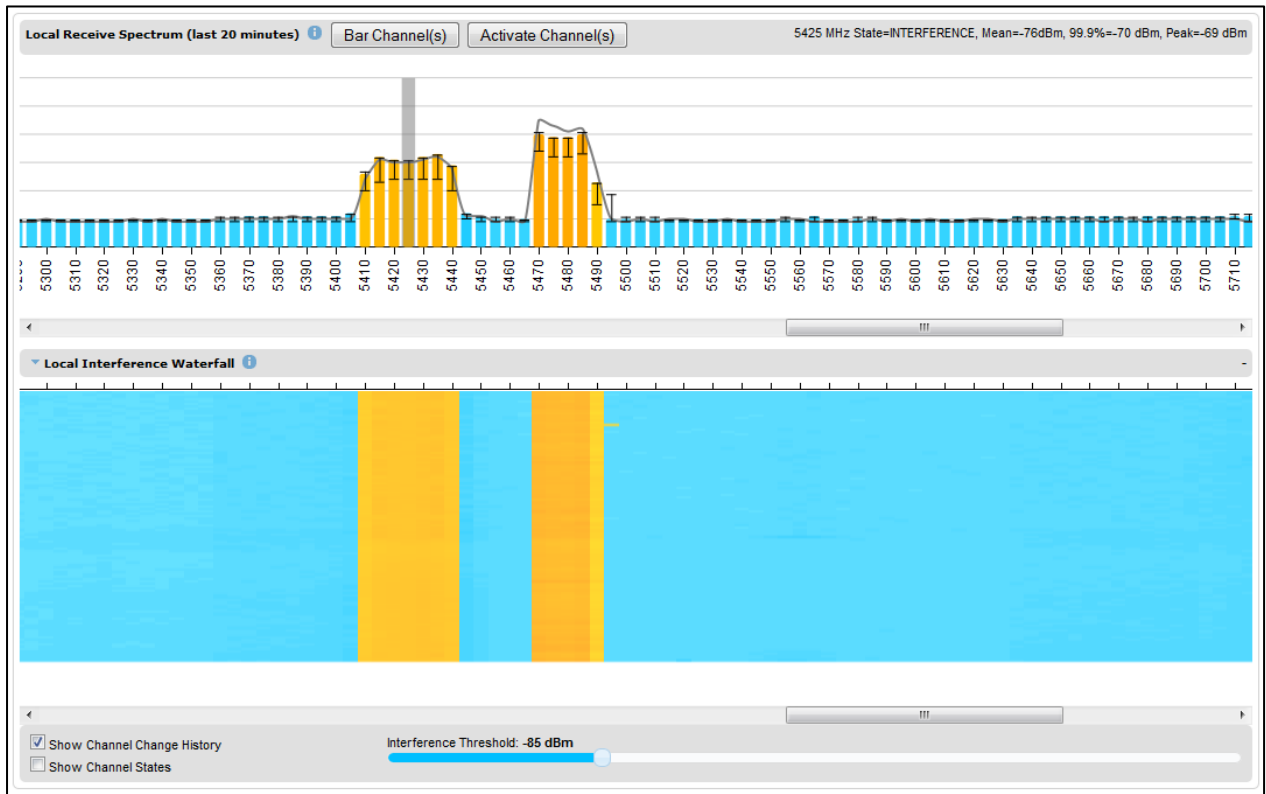 Local Receive Spectrum (last 20 minutes) Bar Channel(s) Activate Channel(s) 5425 MHz State=INTERFERENCE, Mean=-76dBm, 99.9%=-70 dBm, Peak=-69 dBm
5300 5310 5320 5330 5340 5350 5360 5370 5380 5390 5400 5410 5420 5430 5440 5450 5460 5470 5480 5490 5500 5510 5520 5530 5540 5550 5560 5570 5580 5590 5600 5610 5620 5630 5640 5650 5660 5670 5680 5690 5700 5710
Local Interference Waterfall -
Show Channel Change History Interference Threshold: -85 dBm
Show Channel States